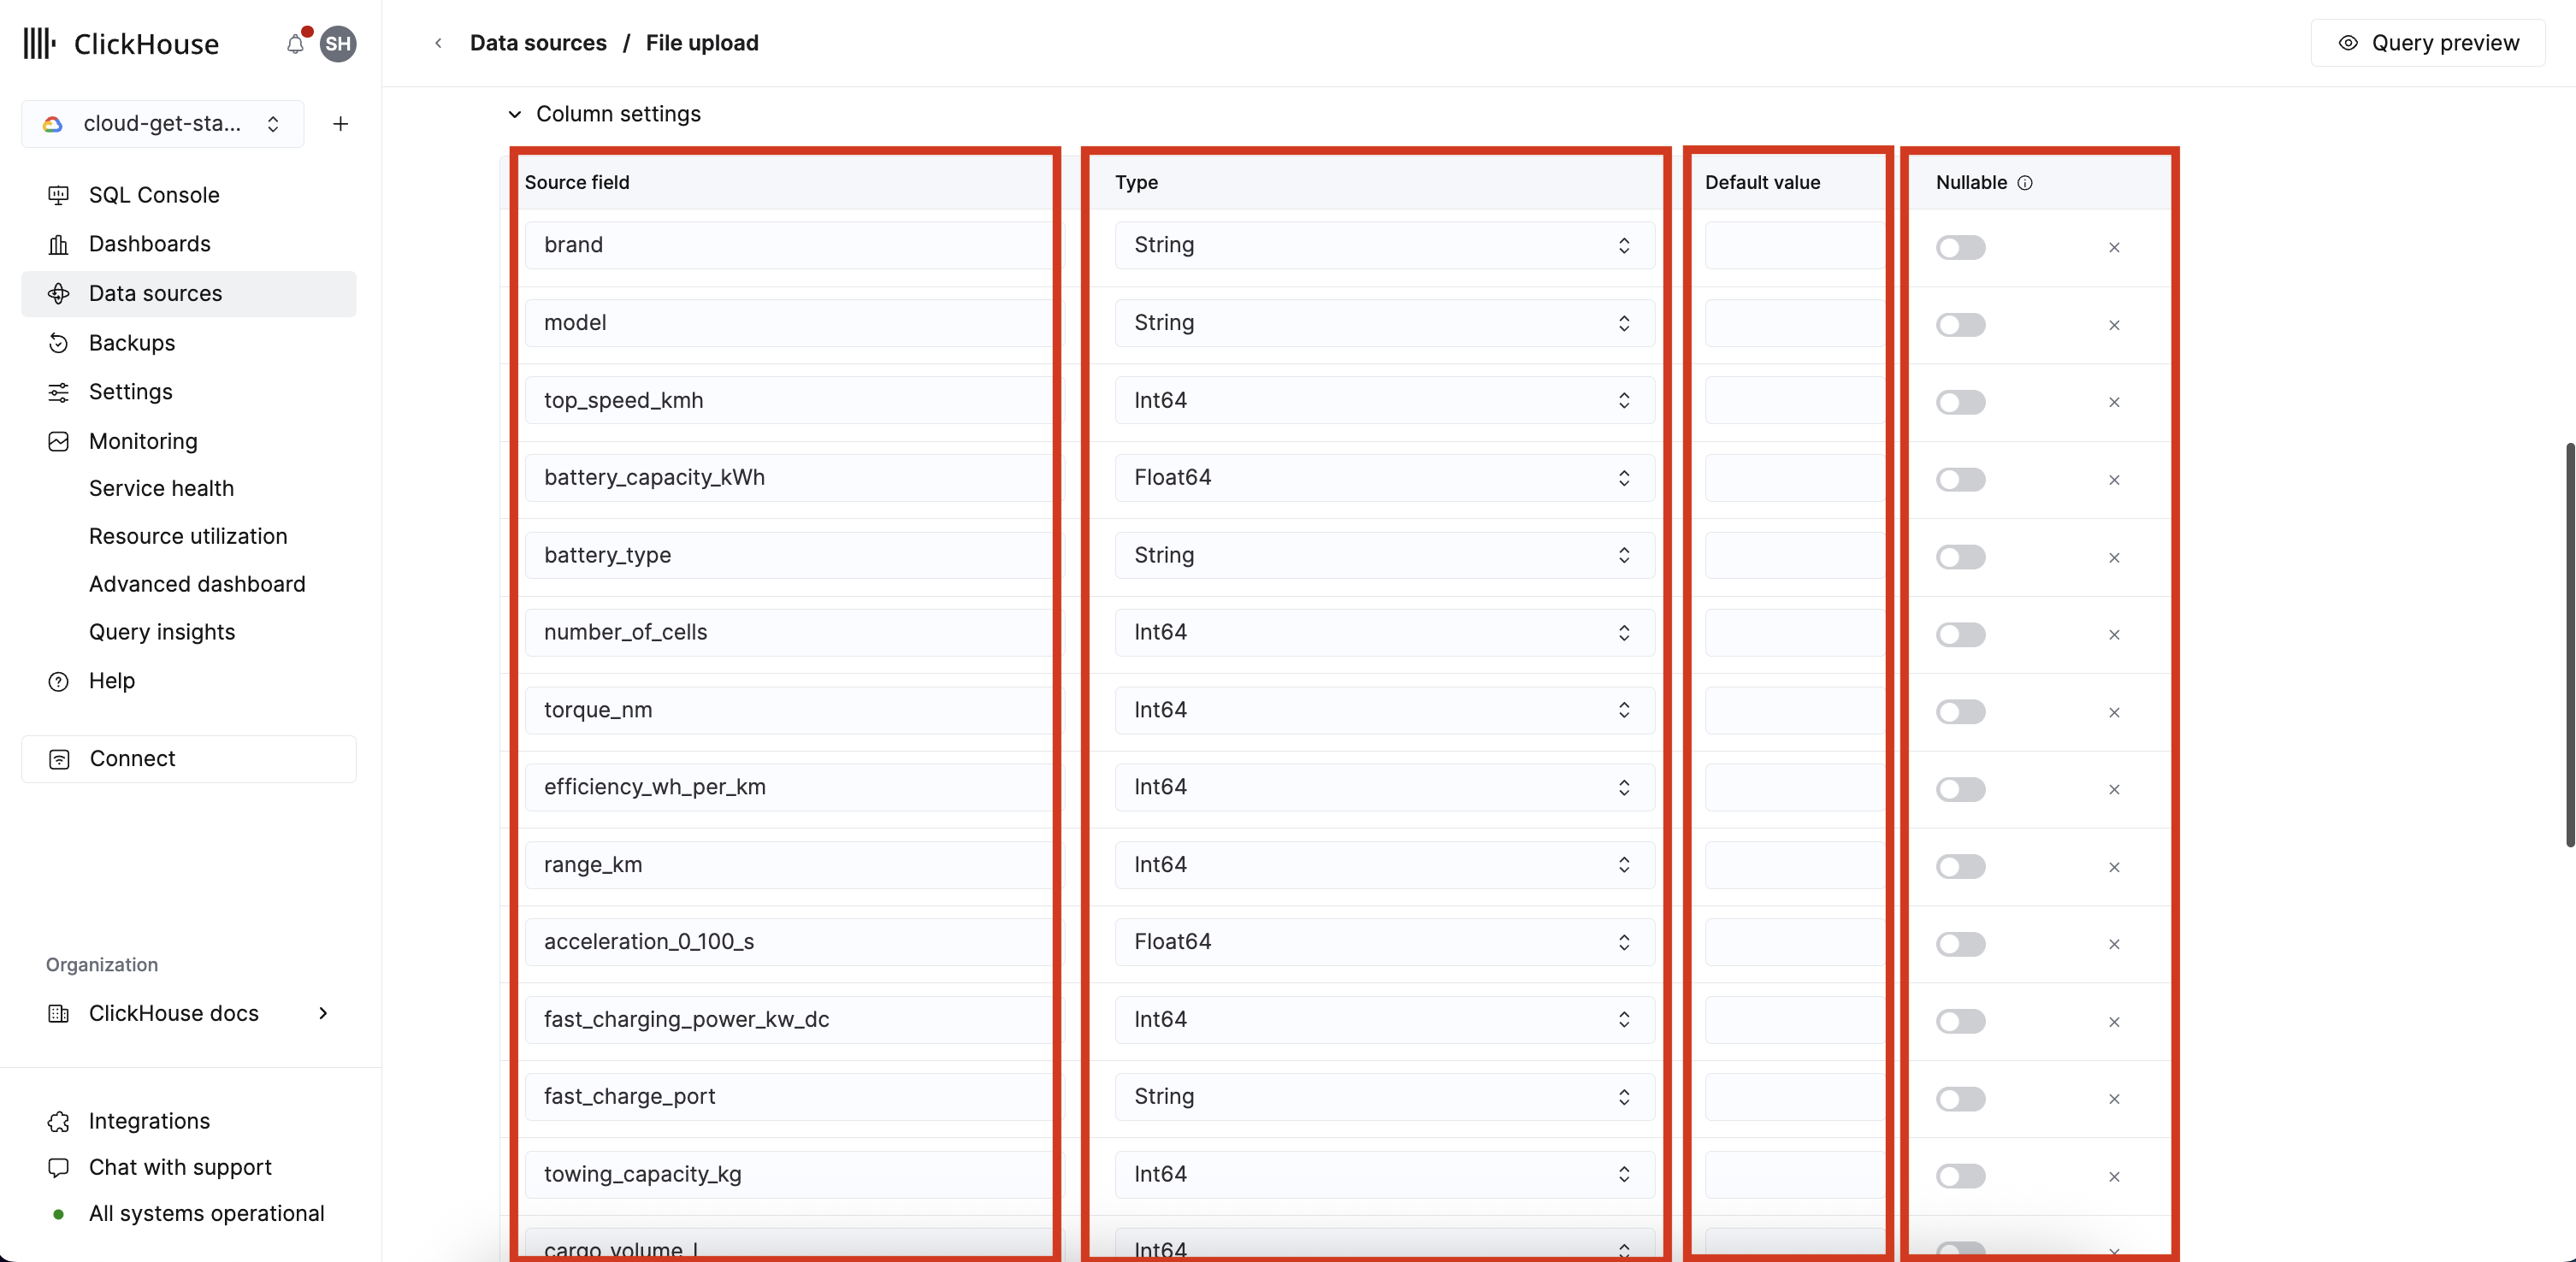 ClickHouse
SH
cloud-get-sta...
SQL Console
Dashboards
Data sources
Backups
Settings
Monitoring
Service health
Resource utilization
Advanced dashboard
Query insights
Help
Connect
Organization
ClickHouse docs
Integrations
Chat with support
All systems operational
Data sources / File upload
Query preview
Column settings
Source field Type Default value Nullable
brand String
model String
top_speed_kmh Int64
battery_capacity_kWh Float64
battery_type String
number_of_cells Int64
torque_nm Int64
efficiency_wh_per_km Int64
range_km Int64
acceleration_0_100_s Float64
fast_charging_power_kw_dc Int64
fast_charge_port String
towing_capacity_kg Int64
cargo_volume_l Int64